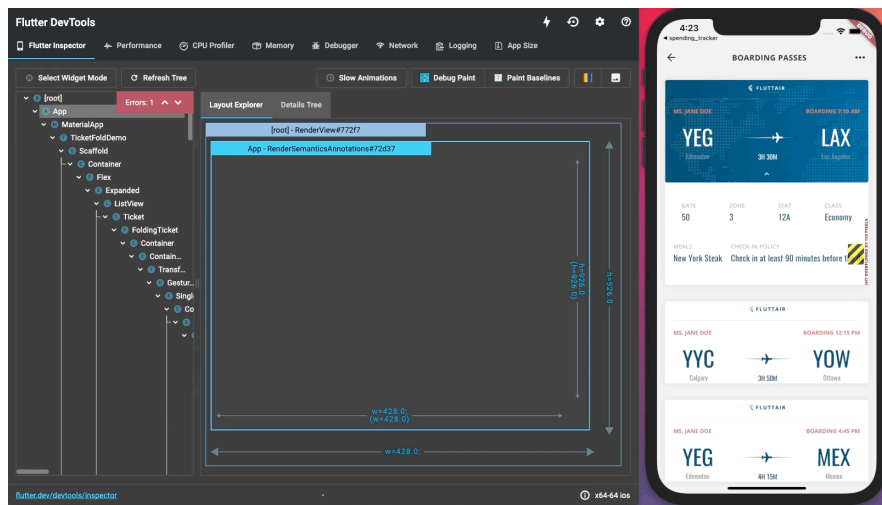 Flutter DevTools
Flutter Inspector
Performance
CPU Profiler
Memory
Debugger
Network
Logging
App Size
Select Widget Mode
Refresh Tree
Slow Animations
Debug Paint
Paint Baselines
[root]
Errors: 1
App
MaterialApp
TicketFoldDemo
Scaffold
Container
Flex
Expanded
ListView
Ticket
FoldingTicket
Container
Contain...
Transf...
Gestur...
Singl
Co
Layout Explorer
Details Tree
[root] - RenderView#772f7
App - RenderSemanticsAnnotations#72d37
h=926.0
(h=926.0)
h=926.0
w=428.0;
(w=428.0)
w=428.0;
flutter.dev/devtools/inspector
x64-64 ios
4:23
spending_tracker
DEBUG
BOARDING PASSES
FLUTTAIR
MS. JANE DOE
BOARDING 7:10 AM
YEG
LAX
Edmonton
3H 30M
Los Angeles
GATE ZONE SEAT CLASS
50 3 12A Economy
MEALS CHECK-IN POLICY
New York Steak Check in at least 90 minutes before
FLUTTAIR
MS. JANE DOE
BOARDING 12:15 PM
YYC
YOW
Calgary
3H 50M
Ottawa
FLUTTAIR
MS. JANE DOE
BOARDING 4:45 PM
YEG
MEX
Edmonton
4H 15M
Mexico